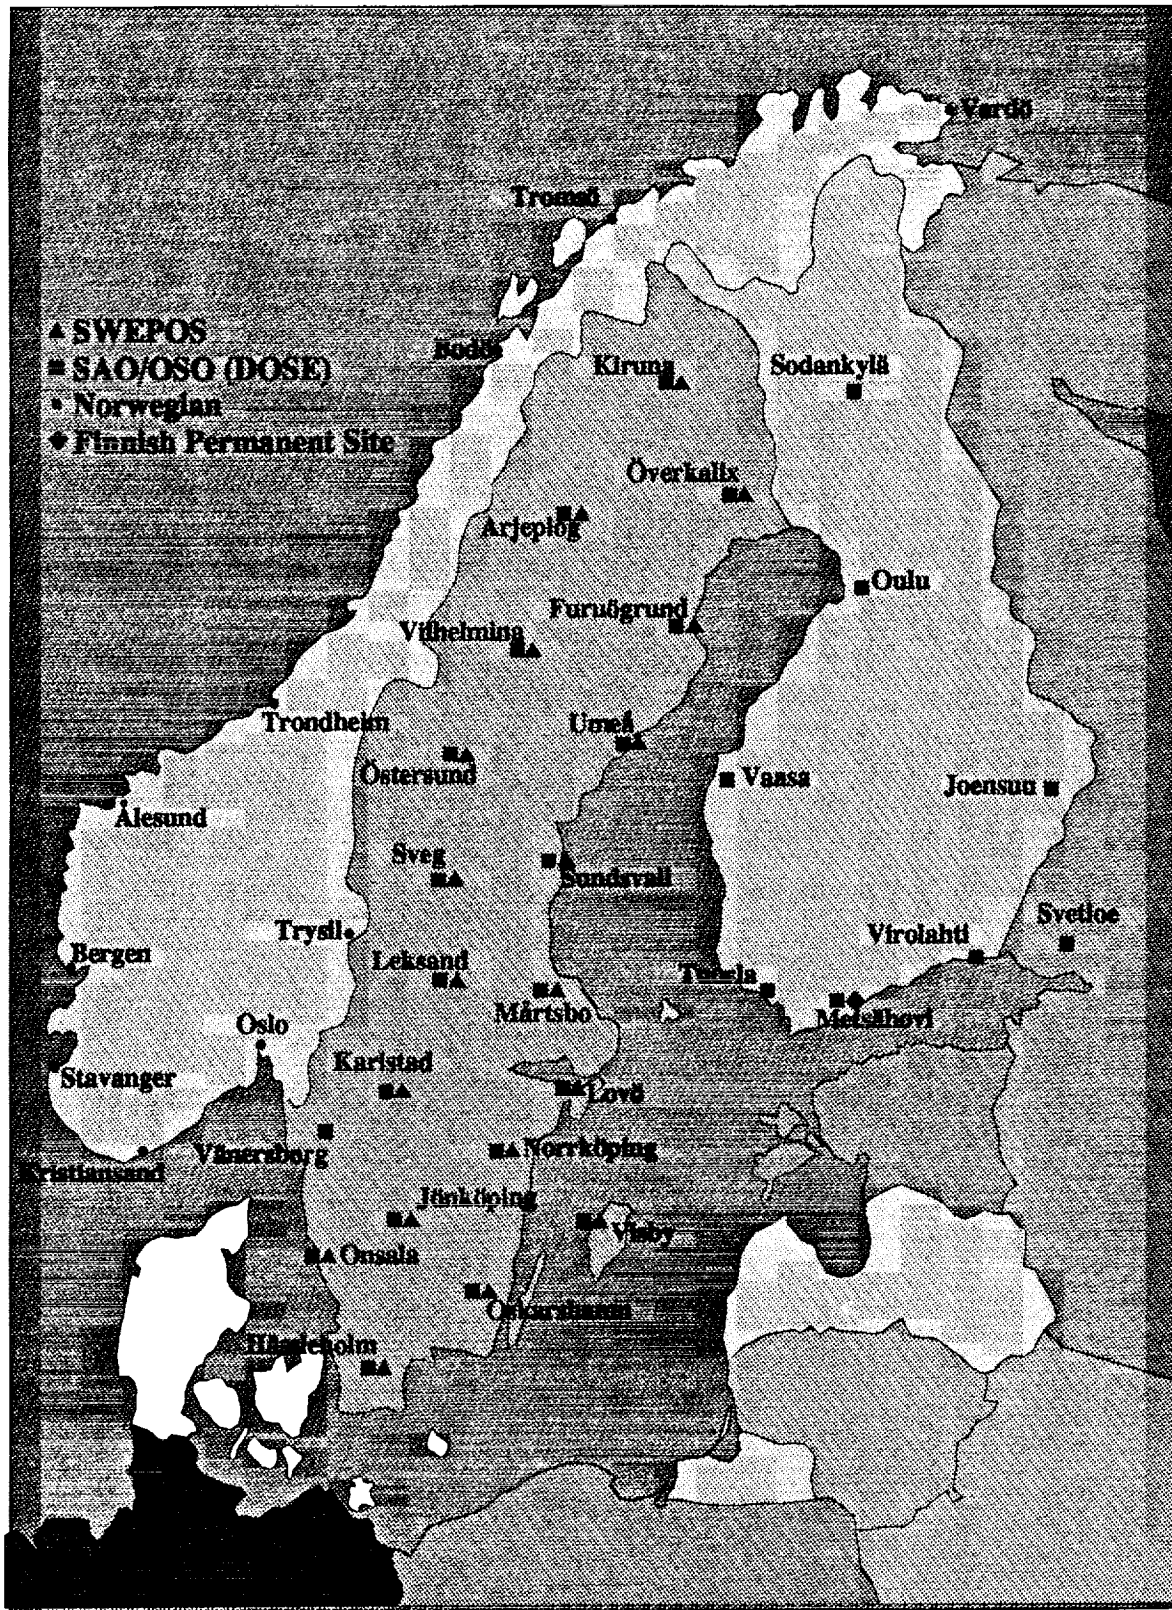 Vardö
Tromsö
SWEPOS
Bodö
SAO/OSO (DOSE)
Kiruna
Sodankylä
Norwegian
Finnish Permanent Site
Överkalix
Arjeplog
Oulu
Furuögrund
Vilhelmina
Trondheim
Umeå
Östersund
Vaasa
Joensuu
Ålesund
Sveg
Sundsvall
Svetloe
Trysil
Virolahti
Bergen
Leksand
Tuorla
Mårtsbo
Metsähovi
Oslo
Karlstad
Stavanger
Lovö
Vänersborg
Norrköping
Kristiansand
Jönköping
Visby
Onsala
Oskarshamn
Hässleholm